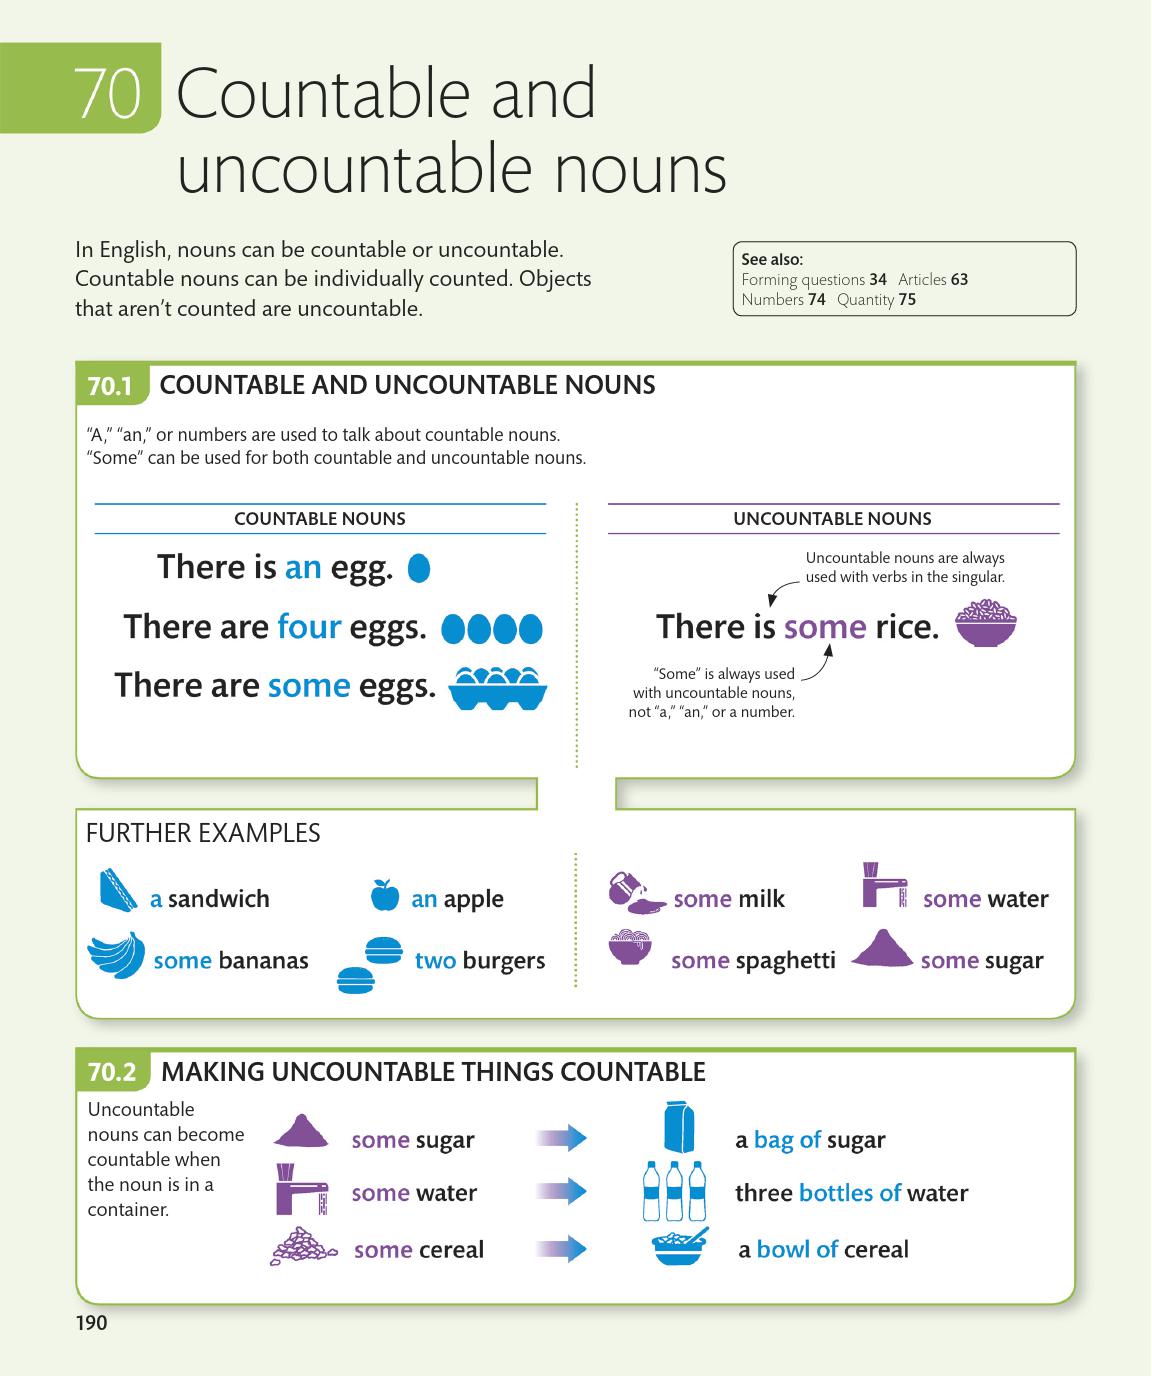 70
Countable and
uncountable nouns
In English, nouns can be countable or uncountable.
Countable nouns can be individually counted. Objects
that aren’t counted are uncountable.
See also:
Forming questions 34 Articles 63
Numbers 74 Quantity 75
70.1 COUNTABLE AND UNCOUNTABLE NOUNS
“A,” “an,” or numbers are used to talk about countable nouns.
“Some” can be used for both countable and uncountable nouns.
COUNTABLE NOUNS
There is an egg.
There are four eggs.
There are some eggs.
UNCOUNTABLE NOUNS
Uncountable nouns are always
used with verbs in the singular.
There is some rice.
“Some” is always used
with uncountable nouns,
not “a,” “an,” or a number.
FURTHER EXAMPLES
a sandwich
an apple
some bananas
two burgers
some milk
some water
some spaghetti
some sugar
70.2 MAKING UNCOUNTABLE THINGS COUNTABLE
Uncountable
nouns can become
countable when
the noun is in a
container.
some sugar
a bag of sugar
some water
three bottles of water
some cereal
a bowl of cereal
190